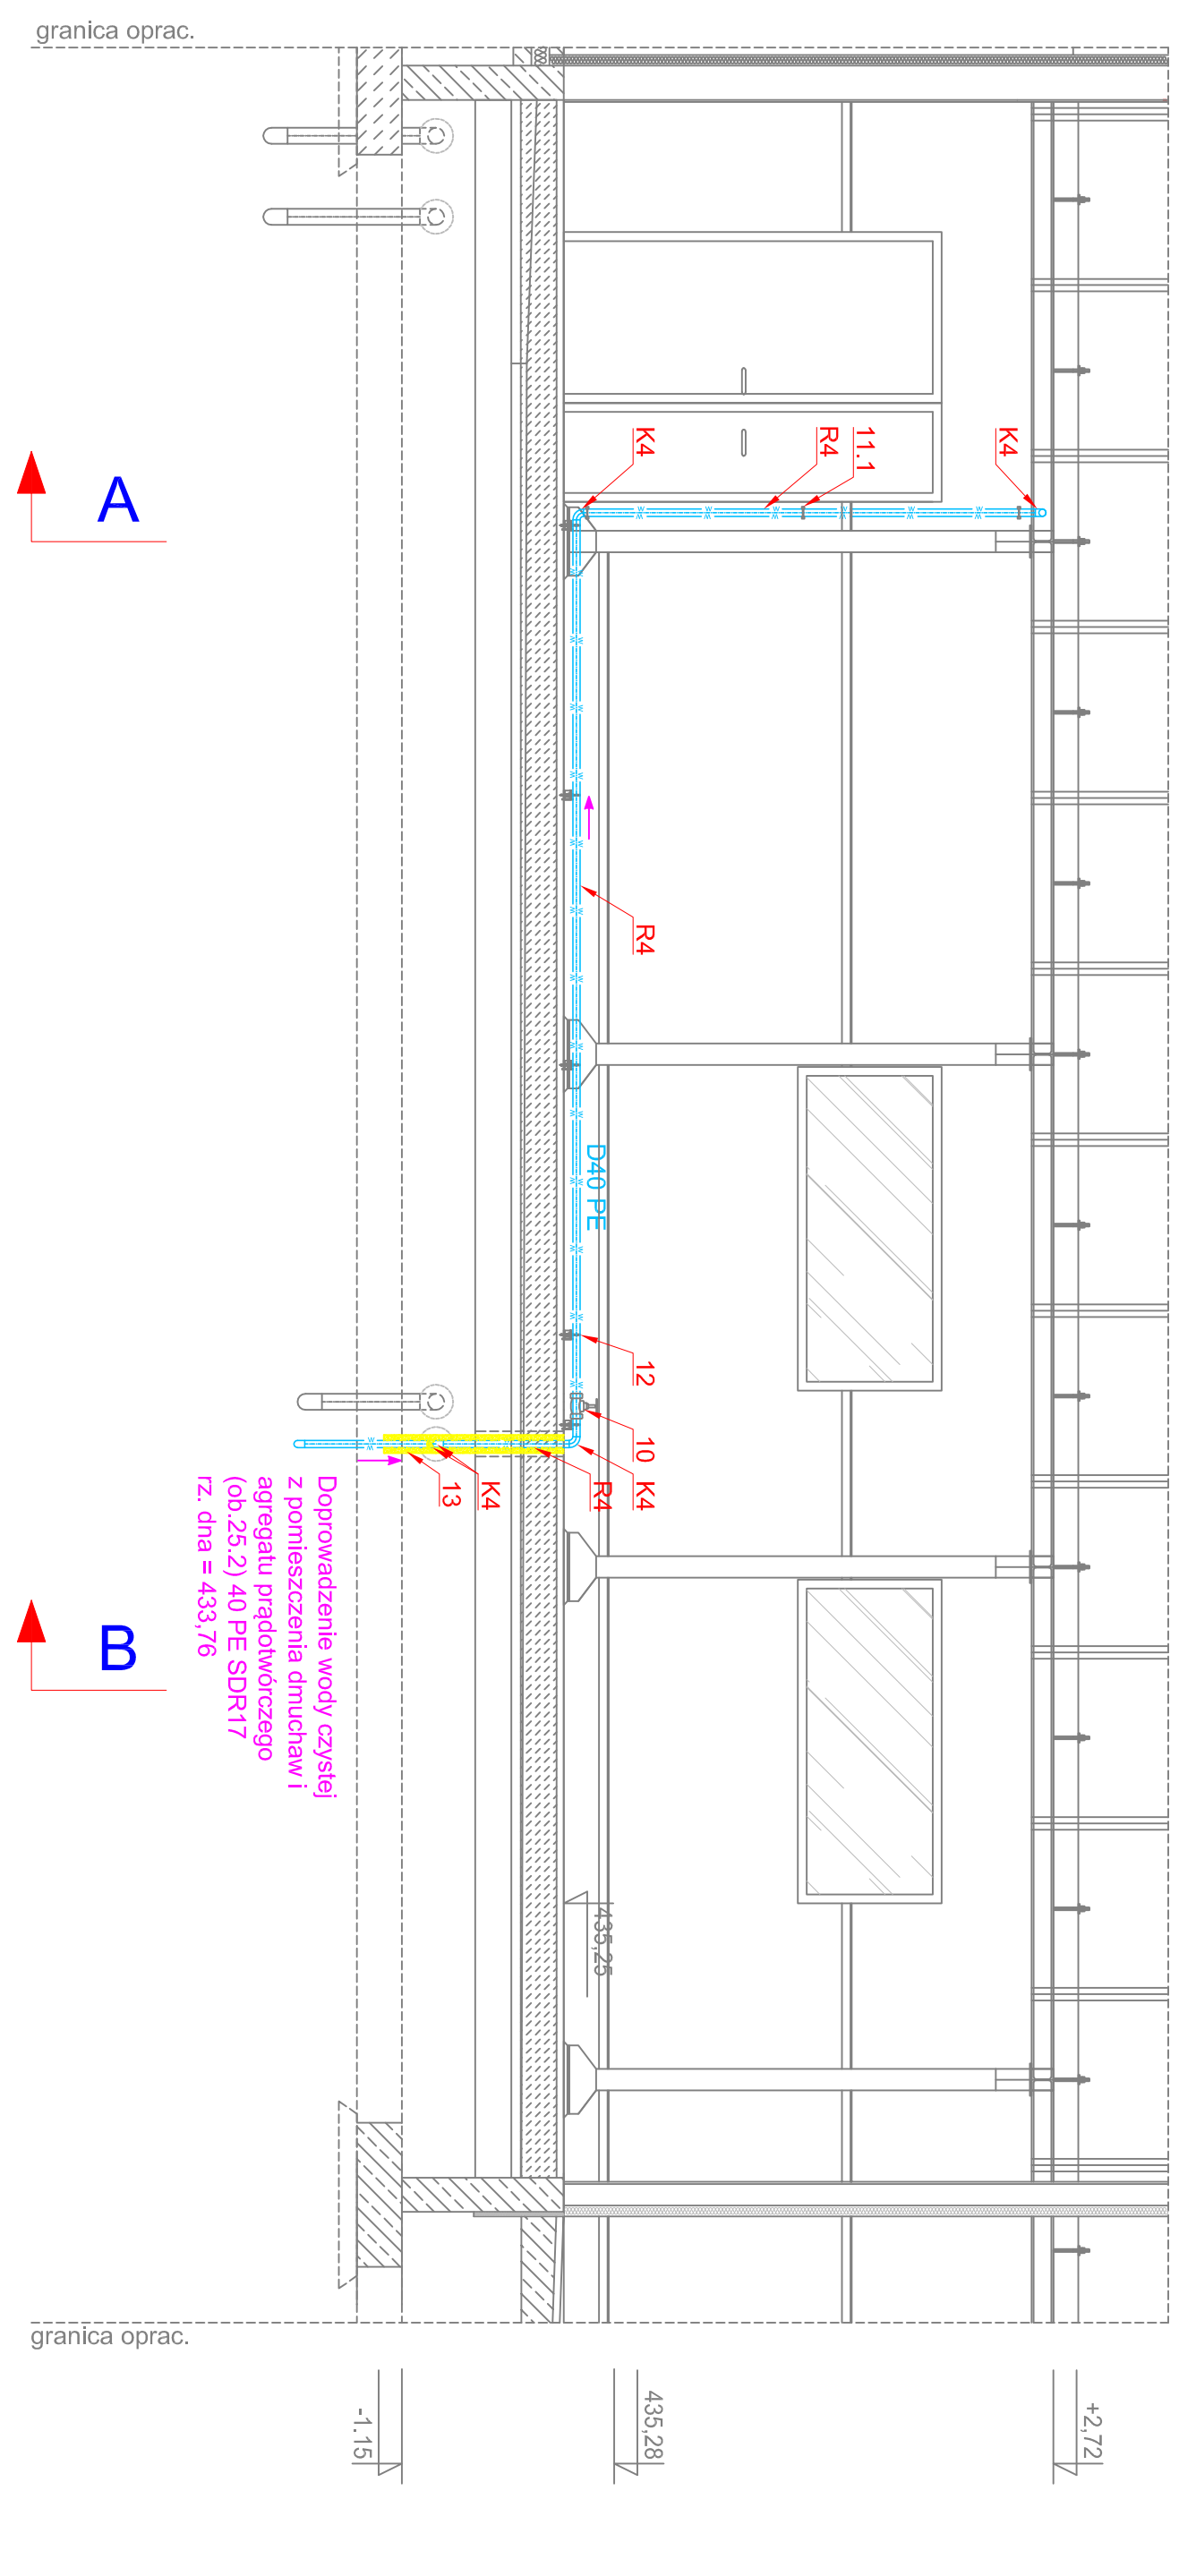 granica oprac.
K4
R4
11.1
K4
A
R4
D40 PE
12
10
K4
R4
K4
13
Doprowadzenie wody czystej
z pomieszczenia dmuchaw i
agregatu prądotwórczego
(ob.25.2) 40 PE SDR17
rz. dna = 433,76
B
435,25
granica oprac.
-1.15
435,28
+2,72